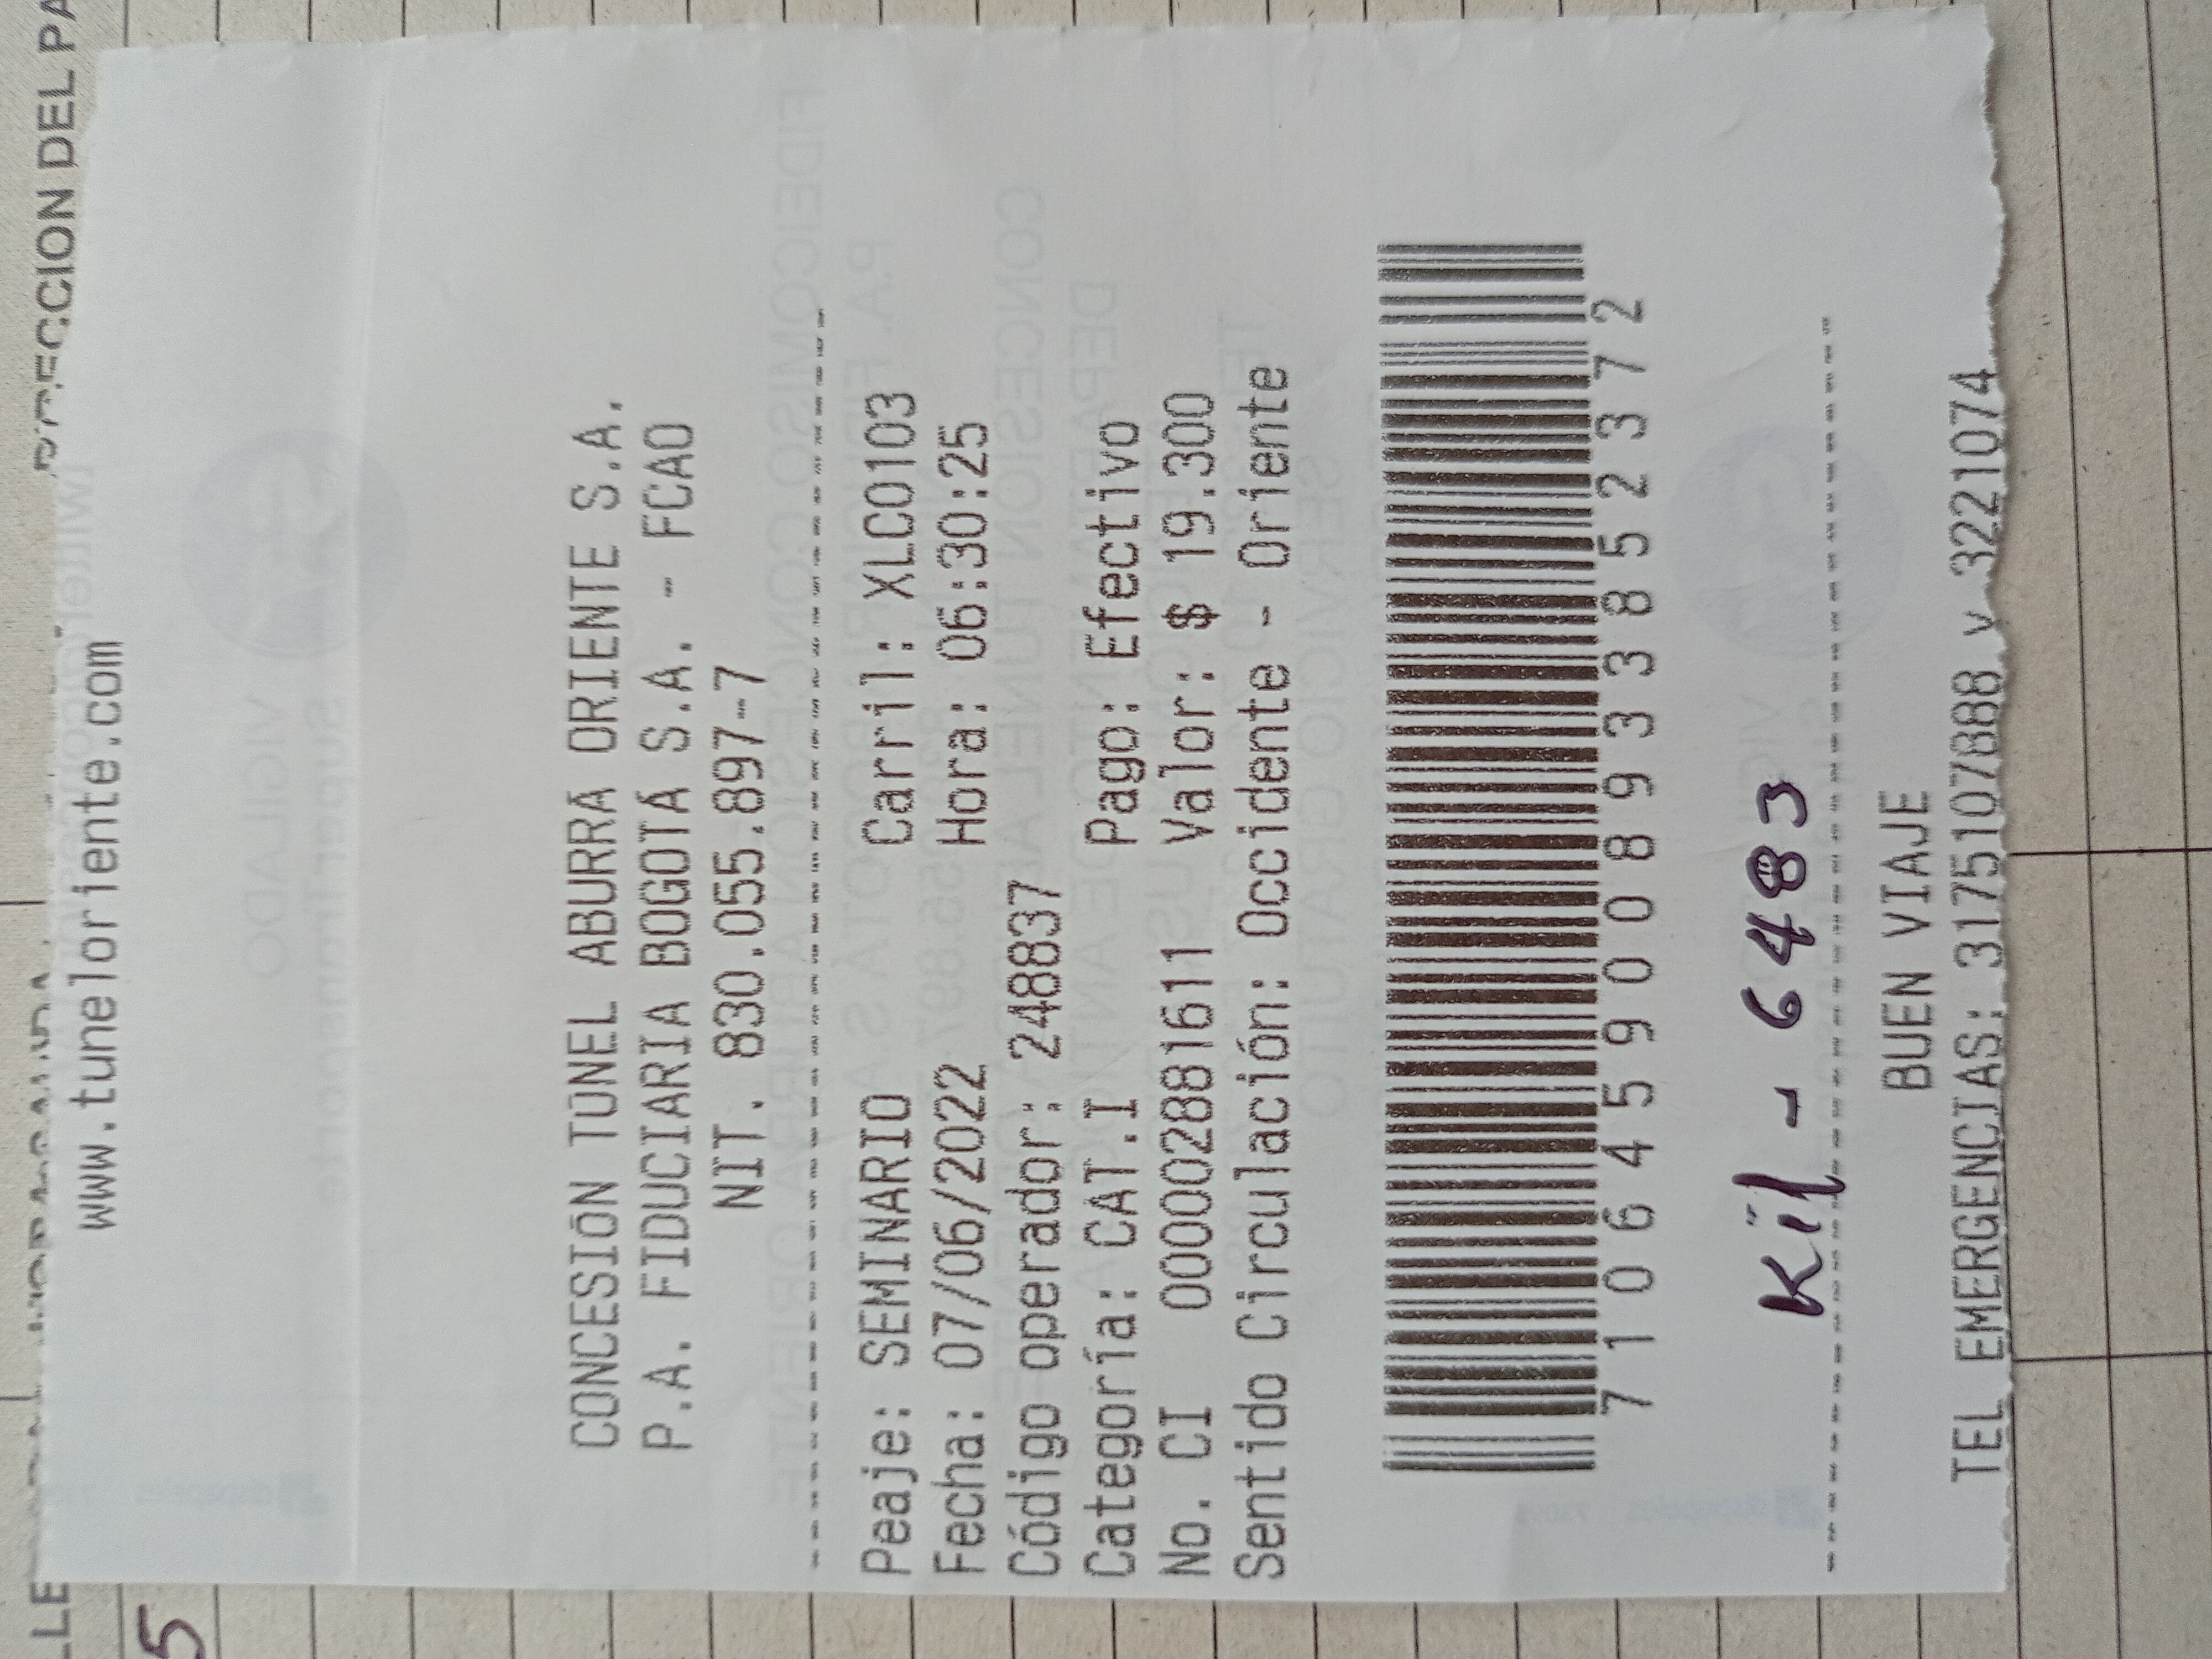 www.tuneloriente.com
CONCESIÓN TÚNEL ABURRÁ ORIENTE S.A.
P.A. FIDUCIARIA BOGOTÁ S.A. - FCAO
NIT. 830.055.897-7
Peaje: SEMINARIO Carril: XLC0103
Fecha: 07/06/2022 Hora: 06:30:25
Código operador: 248837
Categoría: CAT.I Pago: Efectivo
No. CI 00002881611 Valor: $ 19.300
Sentido Circulación: Occidente - Oriente
7106459008933852372
Kil - 6483
BUEN VIAJE
TEL EMERGENCIAS: 3175107888 y 3221074
5